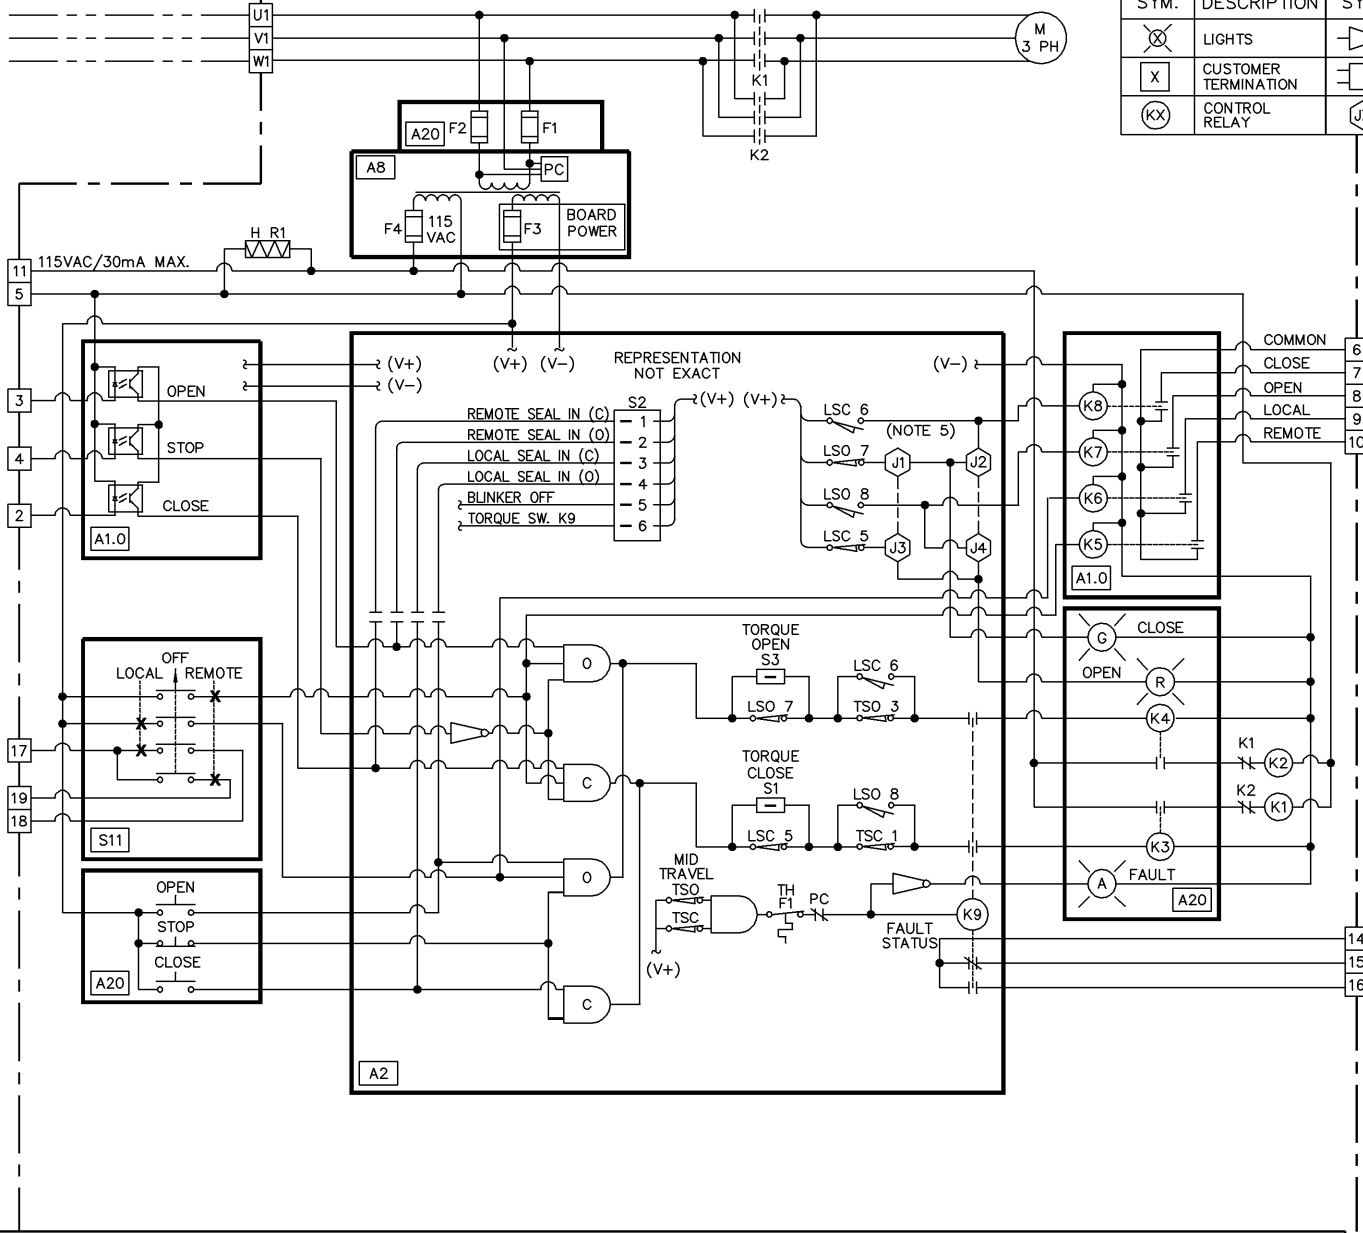 SYM. DESCRIPTION SY
X LIGHTS
X CUSTOMER TERMINATION
KX CONTROL RELAY J
U1
V1
W1
M
3 PH
K1
K2
A20 F2 F1
A8 PC
F4 115 VAC F3 BOARD POWER
H R1
11 115VAC/30mA MAX.
5
(V+)
(V-)
(V+) (V-)
REPRESENTATION
NOT EXACT
(V-)
3 OPEN
4 STOP
2 CLOSE
A1.0
S2
REMOTE SEAL IN (C) 1
REMOTE SEAL IN (O) 2
LOCAL SEAL IN (C) 3
LOCAL SEAL IN (O) 4
BLINKER OFF 5
TORQUE SW. K9 6
(V+) (V+)
LSC 6
(NOTE 5)
LSO 7 J1 J2
LSO 8
LSC 5 J3 J4
K8
K7
K6
K5
A1.0
COMMON 6
CLOSE 7
OPEN 8
LOCAL 9
REMOTE 10
OFF
LOCAL REMOTE
X
X
X
X
17
19
18
S11
OPEN
STOP
CLOSE
A20
O
C
O
C
TORQUE
OPEN
S3
LSO 7
LSC 6
TSO 3
TORQUE
CLOSE
S1
LSC 5
LSO 8
TSC 1
MID
TRAVEL
TSO
TSC
(V+)
TH
F1
PC
K9
FAULT
STATUS
G CLOSE
OPEN R
K4
K1
K2
K2
K1
K3
A FAULT
A20
14
15
16
A2